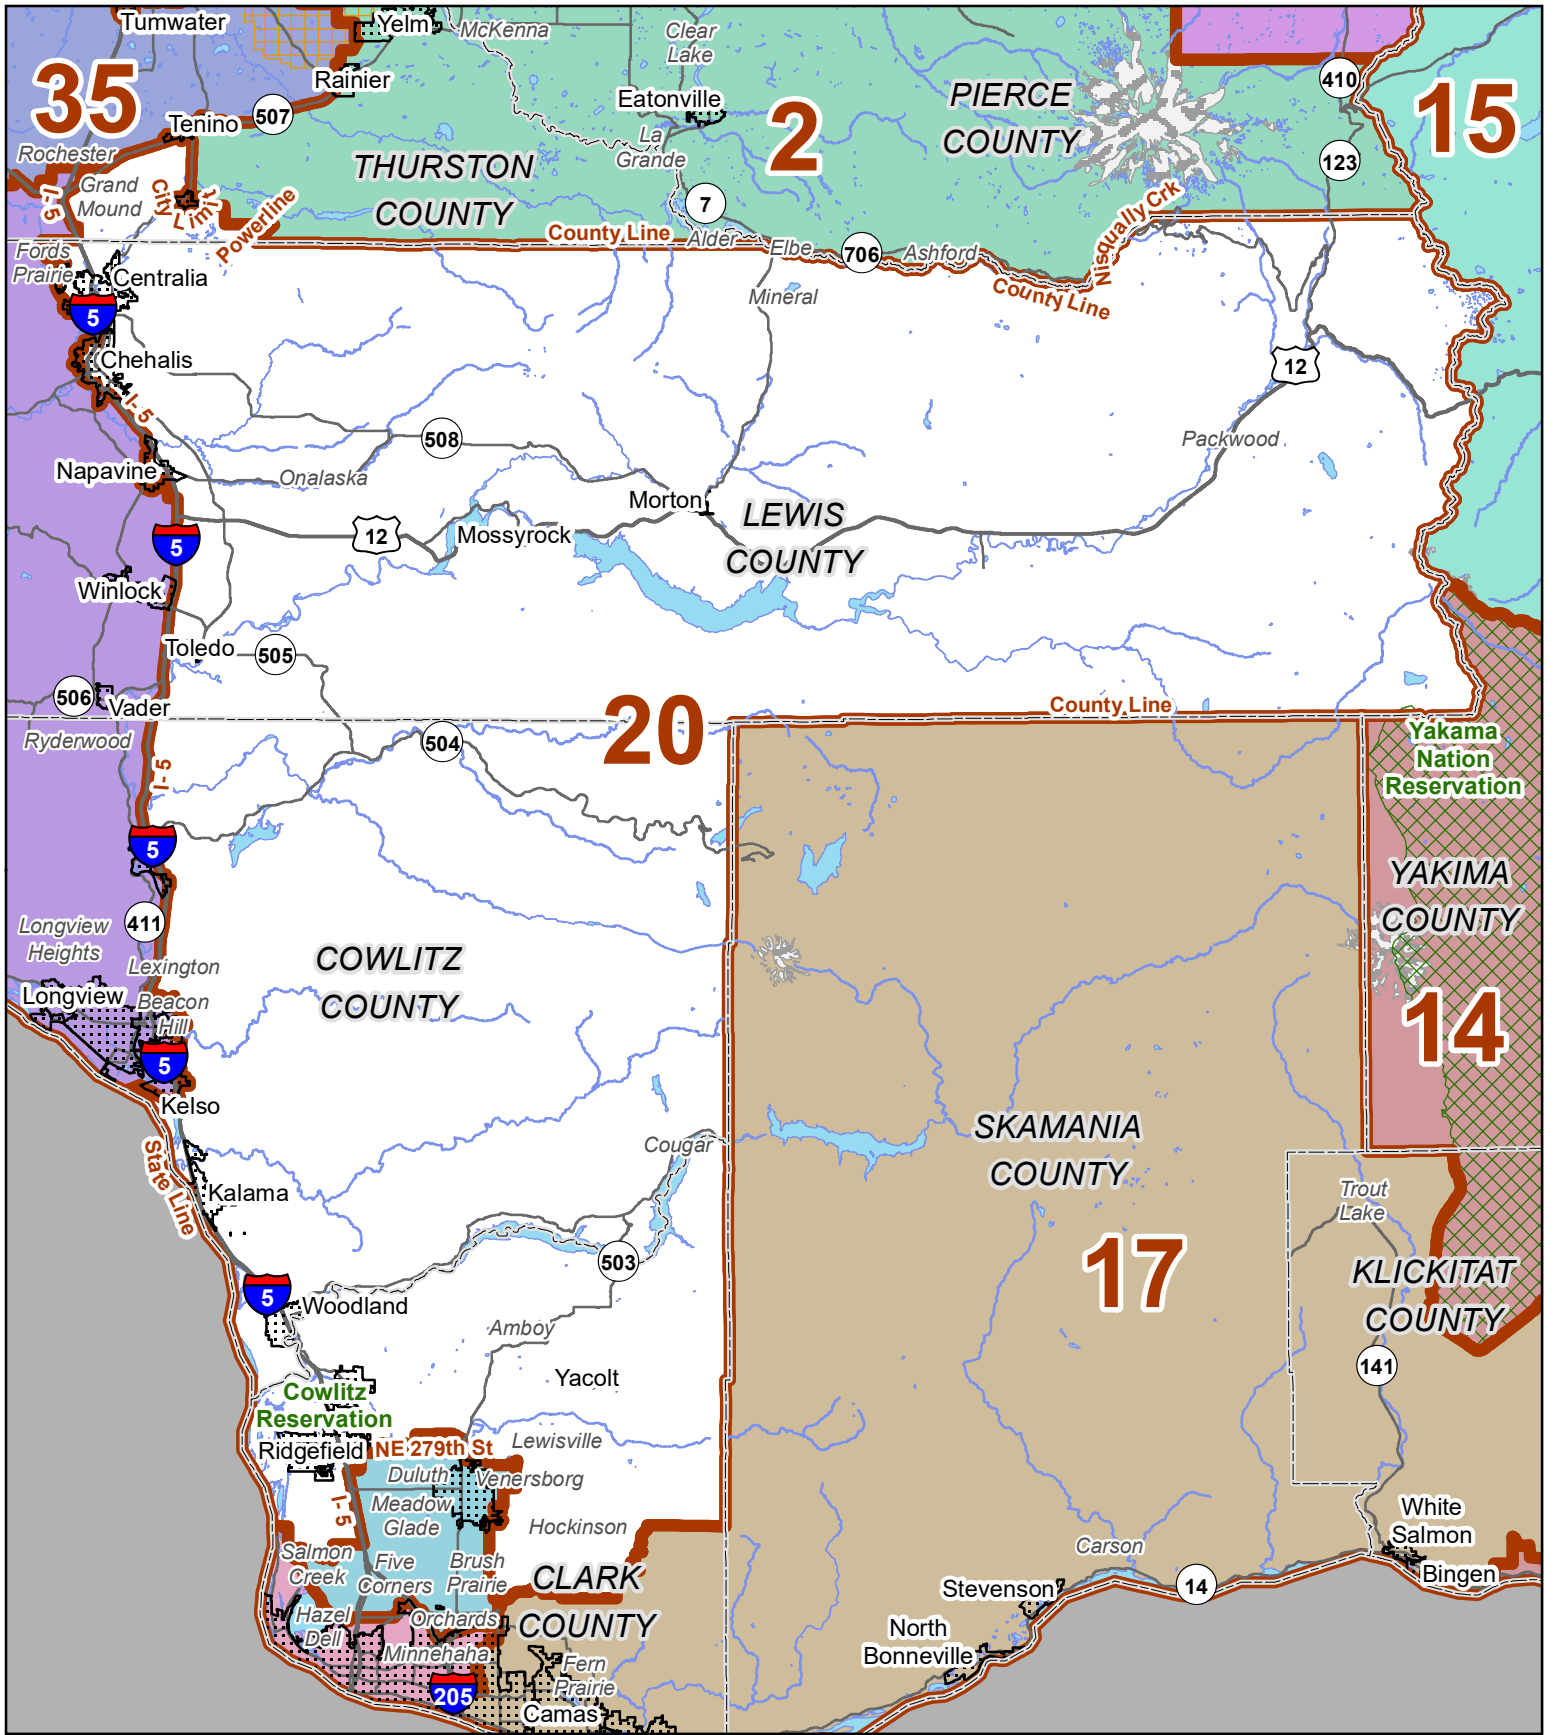 Tumwater
Yelm
McKenna
Clear
Lake
35
Rainier
Eatonville
2
PIERCE
COUNTY
410
15
Tenino
507
La
Grande
123
Rochester
THURSTON
COUNTY
Grand
Mound
I-5
City Limit
Powerline
7
County Line
Alder
Elbe
706
Ashford
Nisqually Crk
County Line
Fords
Prairie
Centralia
5
Mineral
Chehalis
I-5
12
508
Packwood
Napavine
Onalaska
Morton
LEWIS
COUNTY
5
12
Mossyrock
Winlock
Toledo
505
506
Vader
20
County Line
Ryderwood
504
Yakama
Nation
Reservation
I-5
5
YAKIMA
COUNTY
411
Longview
Heights
Lexington
COWLITZ
COUNTY
Longview
Beacon
Hill
14
5
Kelso
SKAMANIA
COUNTY
State Line
Cougar
Kalama
Trout
Lake
17
503
KLICKITAT
COUNTY
5
Woodland
Amboy
141
Yacolt
Cowlitz
Reservation
Ridgefield
NE 279th St
Lewisville
Duluth
Venersborg
I-5
Meadow
Glade
Hockinson
White
Salmon
Salmon
Creek
Five
Corners
Brush
Prairie
CLARK
COUNTY
Carson
Bingen
Stevenson
14
Hazel
Dell
Orchards
Minnehaha
North
Bonneville
Fern
Prairie
205
Camas